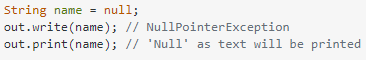 String name = null;
out.write(name); // NullPointerException
out.print(name); // 'Null' as text will be printed